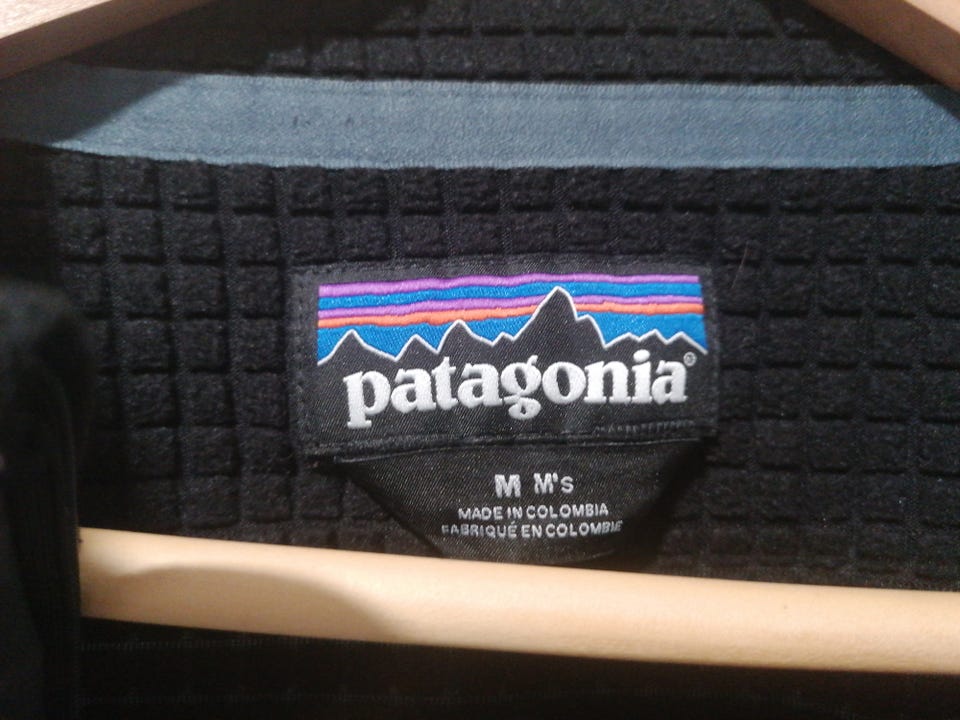 patagonia®
M M's
MADE IN COLOMBIA
FABRIQUÉ EN COLOMBIE